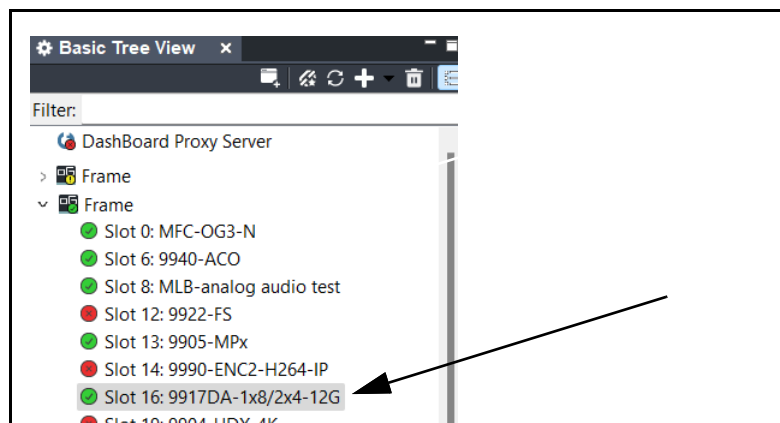 Basic Tree View
Filter:
DashBoard Proxy Server
Frame
Frame
Slot 0: MFC-OG3-N
Slot 6: 9940-ACO
Slot 8: MLB-analog audio test
Slot 12: 9922-FS
Slot 13: 9905-MPx
Slot 14: 9990-ENC2-H264-IP
Slot 16: 9917DA-1x8/2x4-12G